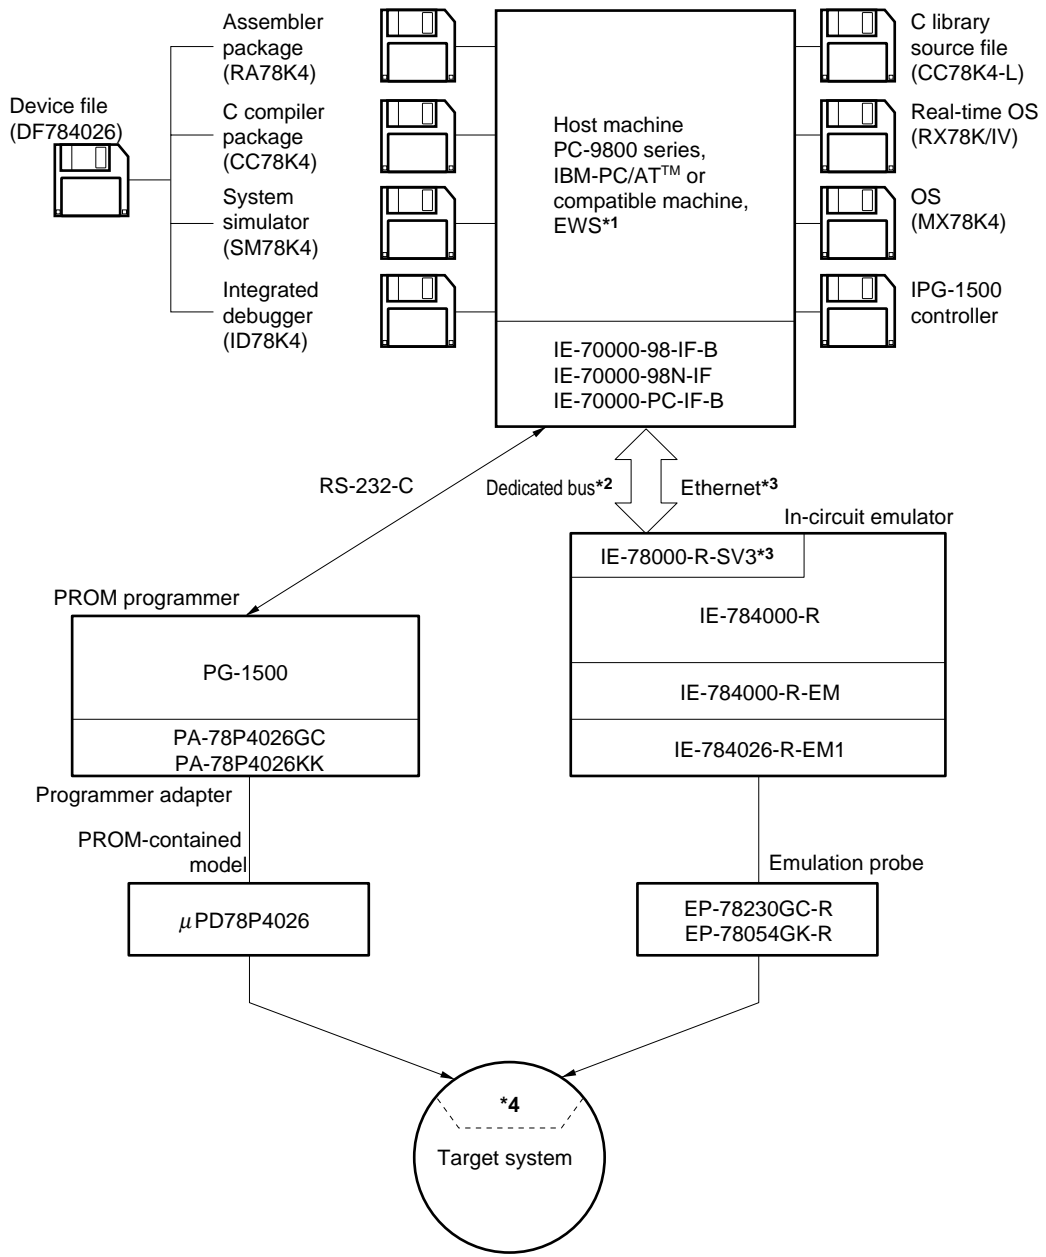 Assembler
package
(RA78K4)
C library
source file
(CC78K4-L)
Device file
(DF784026)
C compiler
package
(CC78K4)
Host machine
PC-9800 series,
IBM-PC/AT™ or
compatible machine,
EWS*1
Real-time OS
(RX78K/IV)
System
simulator
(SM78K4)
OS
(MX78K4)
Integrated
debugger
(ID78K4)
IPG-1500
controller
IE-70000-98-IF-B
IE-70000-98N-IF
IE-70000-PC-IF-B
RS-232-C
Dedicated bus*2
Ethernet*3
In-circuit emulator
IE-78000-R-SV3*3
IE-784000-R
IE-784000-R-EM
IE-784026-R-EM1
PROM programmer
PG-1500
PA-78P4026GC
PA-78P4026KK
Programmer adapter
PROM-contained
model
μPD78P4026
Emulation probe
EP-78230GC-R
EP-78054GK-R
*4
Target system